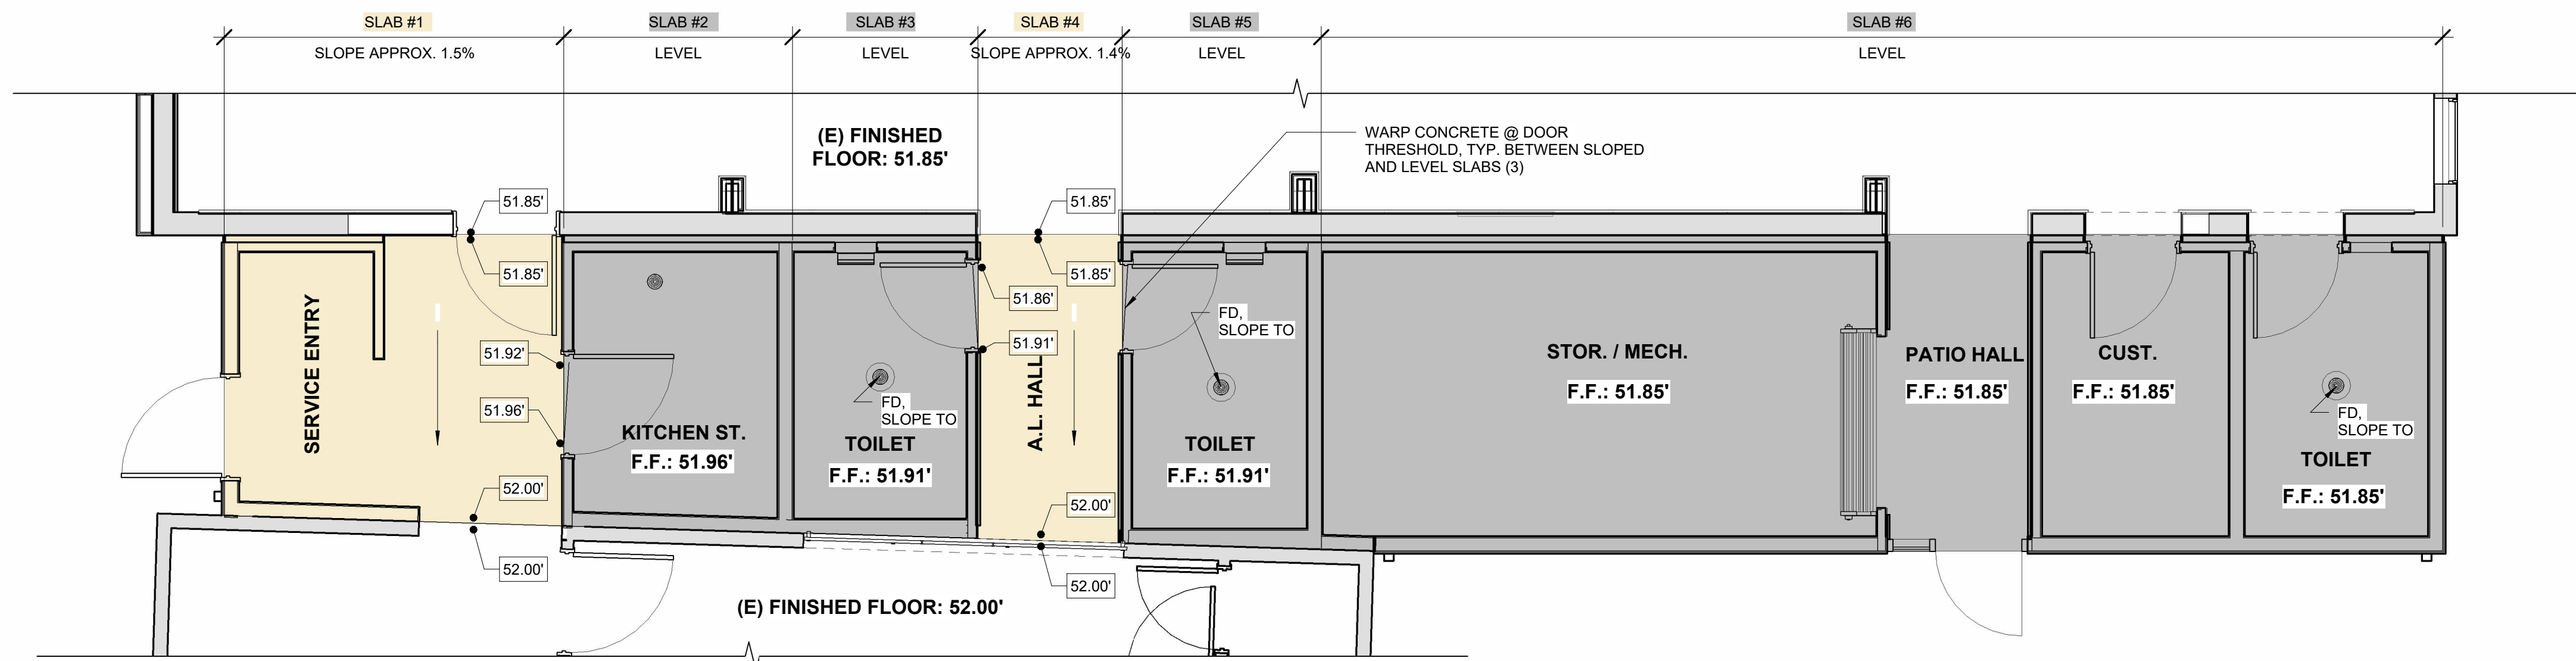 SLAB #1
SLAB #2
SLAB #3
SLAB #4
SLAB #5
SLAB #6
SLOPE APPROX. 1.5%
LEVEL
LEVEL
SLOPE APPROX. 1.4%
LEVEL
LEVEL
(E) FINISHED
FLOOR: 51.85'
WARP CONCRETE @ DOOR
THRESHOLD, TYP. BETWEEN SLOPED
AND LEVEL SLABS (3)
51.85'
51.85'
51.85'
51.85'
51.86'
51.91'
51.92'
51.96'
52.00'
52.00'
52.00'
52.00'
SERVICE ENTRY
KITCHEN ST.
F.F.: 51.96'
FD,
SLOPE TO
TOILET
F.F.: 51.91'
A.L. HALL
FD,
SLOPE TO
TOILET
F.F.: 51.91'
STOR. / MECH.
F.F.: 51.85'
PATIO HALL
F.F.: 51.85'
CUST.
F.F.: 51.85'
FD,
SLOPE TO
TOILET
F.F.: 51.85'
(E) FINISHED FLOOR: 52.00'